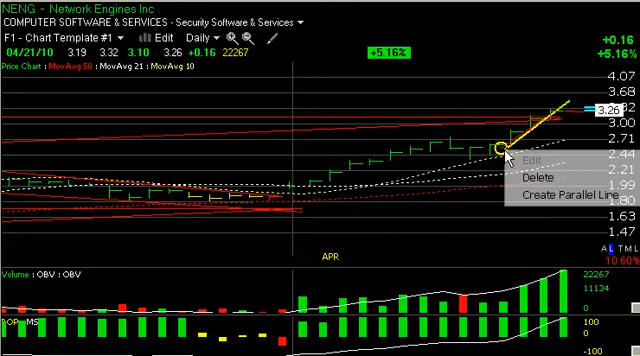 NENG - Network Engines Inc
COMPUTER SOFTWARE & SERVICES - Security Software & Services
F1 - Chart Template #1 Edit Daily
04/21/10 3.19 3.32 3.10 3.26 +0.16 22267
+5.16%
+0.16
+5.16%
Price Chart : MovAvg 50 : MovAvg 21 : MovAvg 10
4.07
3.68
3.26
3.00
2.71
2.44
2.21
1.99
1.80
1.63
1.47
Edit
Delete
Create Parallel Line
APR
A L TML
10 60%
Volume : OBV : OBV
22267
11134
0
MS
100
0
-100